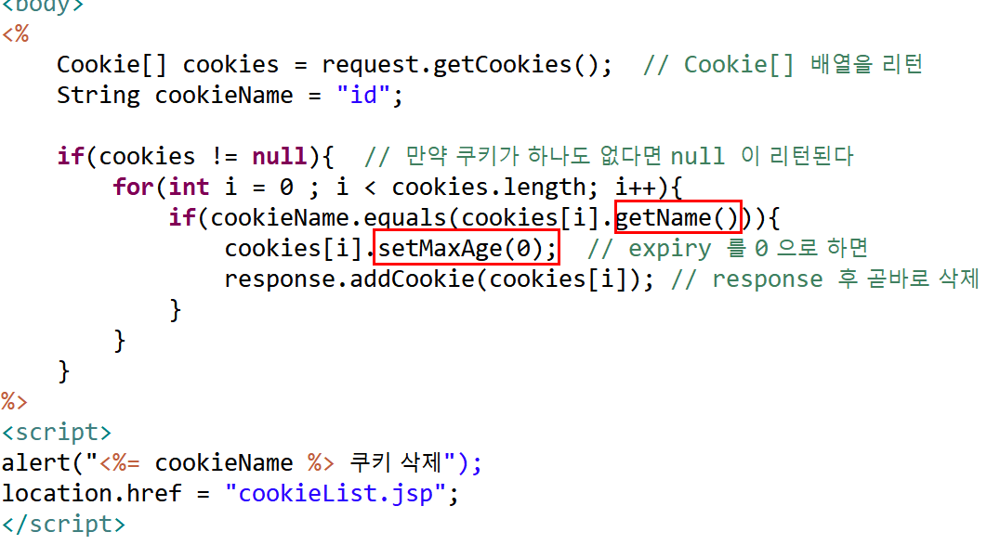 <body>
<%
Cookie[] cookies = request.getCookies();  // Cookie[] 배열을 리턴
String cookieName = "id";
if(cookies != null){  // 만약 쿠키가 하나도 없다면 null 이 리턴된다
for(int i = 0 ; i < cookies.length; i++){
if(cookieName.equals(cookies[i].getName())){
cookies[i].setMaxAge(0);  // expiry 를 0 으로 하면
response.addCookie(cookies[i]); // response 후 곧바로 삭제
}
}
}
%>
<script>
alert("<%= cookieName %> 쿠키 삭제");
location.href = "cookieList.jsp";
</script>